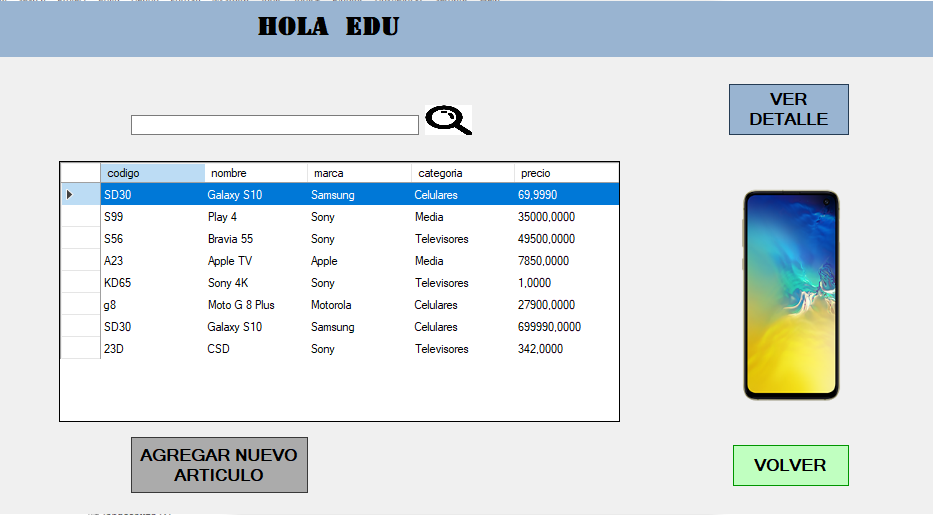 HOLA EDU
VER
DETALLE
codigo nombre marca categoria precio
SD30 Galaxy S10 Samsung Celulares 69,9990
S99 Play 4 Sony Media 35000,0000
S56 Bravia 55 Sony Televisores 49500,0000
A23 Apple TV Apple Media 7850,0000
KD65 Sony 4K Sony Televisores 1,0000
g8 Moto G 8 Plus Motorola Celulares 27900,0000
SD30 Galaxy S10 Samsung Celulares 699990,0000
23D CSD Sony Televisores 342,0000
AGREGAR NUEVO
ARTICULO
VOLVER